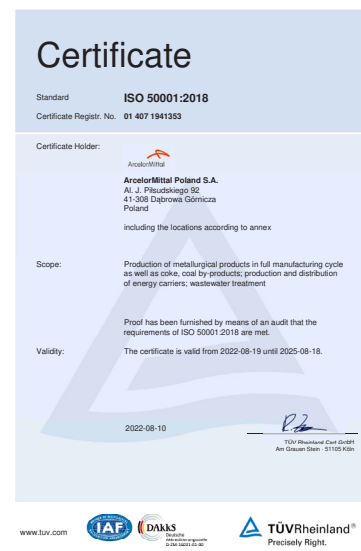 Certificate
Standard ISO 50001:2018
Certificate Registr. No. 01 407 1941353
Certificate Holder:
ArcelorMittal
ArcelorMittal Poland S.A.
Al. J. Piłsudskiego 92
41-308 Dąbrowa Górnicza
Poland
including the locations according to annex
Scope: Production of metallurgical products in full manufacturing cycle
as well as coke, coal by-products; production and distribution
of energy carriers; wastewater treatment
Proof has been furnished by means of an audit that the
requirements of ISO 50001:2018 are met.
Validity: The certificate is valid from 2022-08-19 until 2025-08-18.
2022-08-10
TÜV Rheinland Cert GmbH
Am Grauen Stein · 51105 Köln
www.tuv.com
IAF
DAkkS
Deutsche
Akkreditierungsstelle
D-ZM-16031-01-00
TÜVRheinland®
Precisely Right.